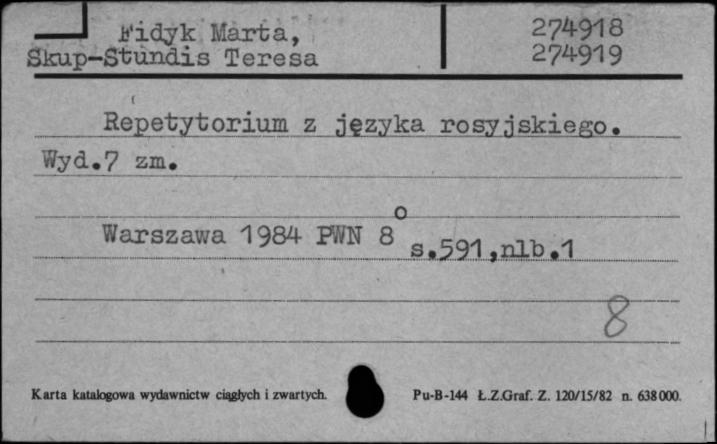 Fidyk Marta,
274918
Skup-Stundis Teresa
274919
Repetytorium z języka rosyjskiego.
Wyd.7 zm.
Warszawa 1984 PWN 8o s.591,nlb.1
8
Karta katalogowa wydawnictw ciągłych i zwartych.
Pu-B-144 Ł.Z.Graf. Z. 120/15/82 n. 638000.